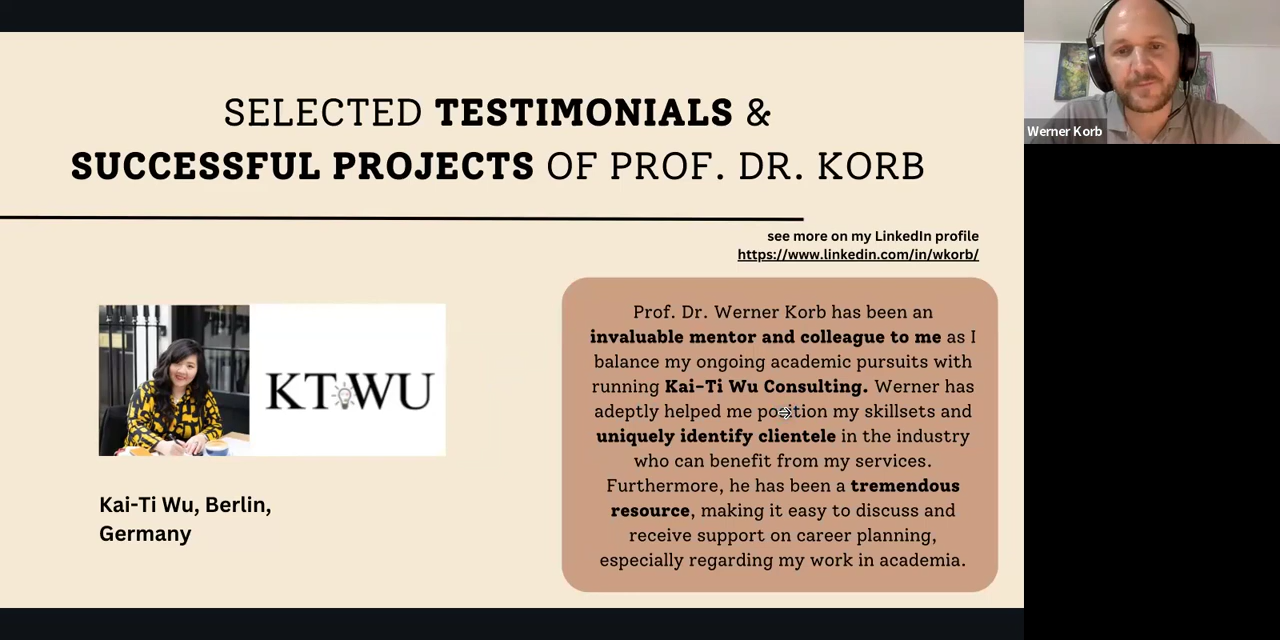 SELECTED TESTIMONIALS &
SUCCESSFUL PROJECTS OF PROF. DR. KORB
see more on my LinkedIn profile
https://www.linkedin.com/in/wkorb/
KT WU
Kai-Ti Wu, Berlin,
Germany
Prof. Dr. Werner Korb has been an
invaluable mentor and colleague to me as I
balance my ongoing academic pursuits with
running Kai-Ti Wu Consulting. Werner has
adeptly helped me position my skillsets and
uniquely identify clientele in the industry
who can benefit from my services.
Furthermore, he has been a tremendous
resource, making it easy to discuss and
receive support on career planning,
especially regarding my work in academia.
Werner Korb